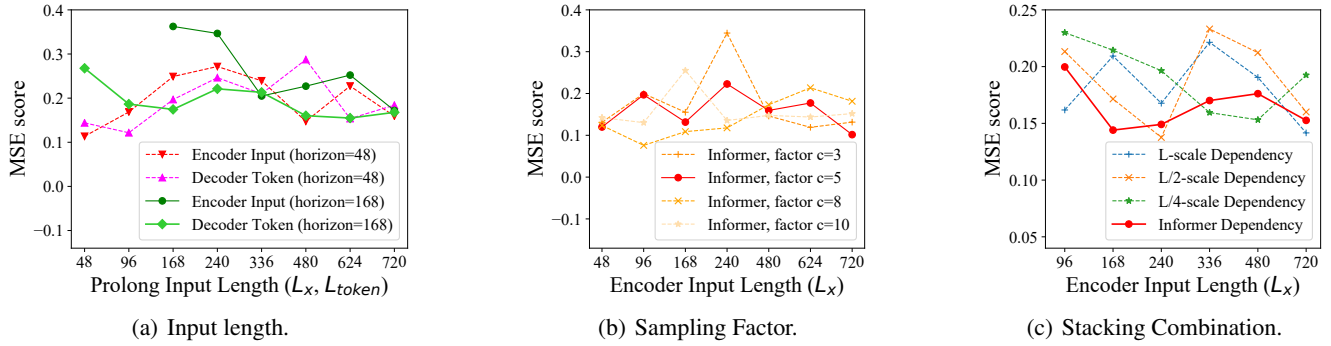 0.4
0.3
0.2
0.1
0.0
−0.1
MSE score
48 96 168 240 336 480 624 720
Prolong Input Length (Lx, Ltoken)
Encoder Input (horizon=48)
Decoder Token (horizon=48)
Encoder Input (horizon=168)
Decoder Token (horizon=168)
(a) Input length.
0.4
0.3
0.2
0.1
0.0
−0.1
MSE score
48 96 168 240 480 624 720
Encoder Input Length (Lx)
Informer, factor c=3
Informer, factor c=5
Informer, factor c=8
Informer, factor c=10
(b) Sampling Factor.
0.25
0.20
0.15
0.10
0.05
MSE score
96 168 240 336 480 720
Encoder Input Length (Lx)
L-scale Dependency
L/2-scale Dependency
L/4-scale Dependency
Informer Dependency
(c) Stacking Combination.